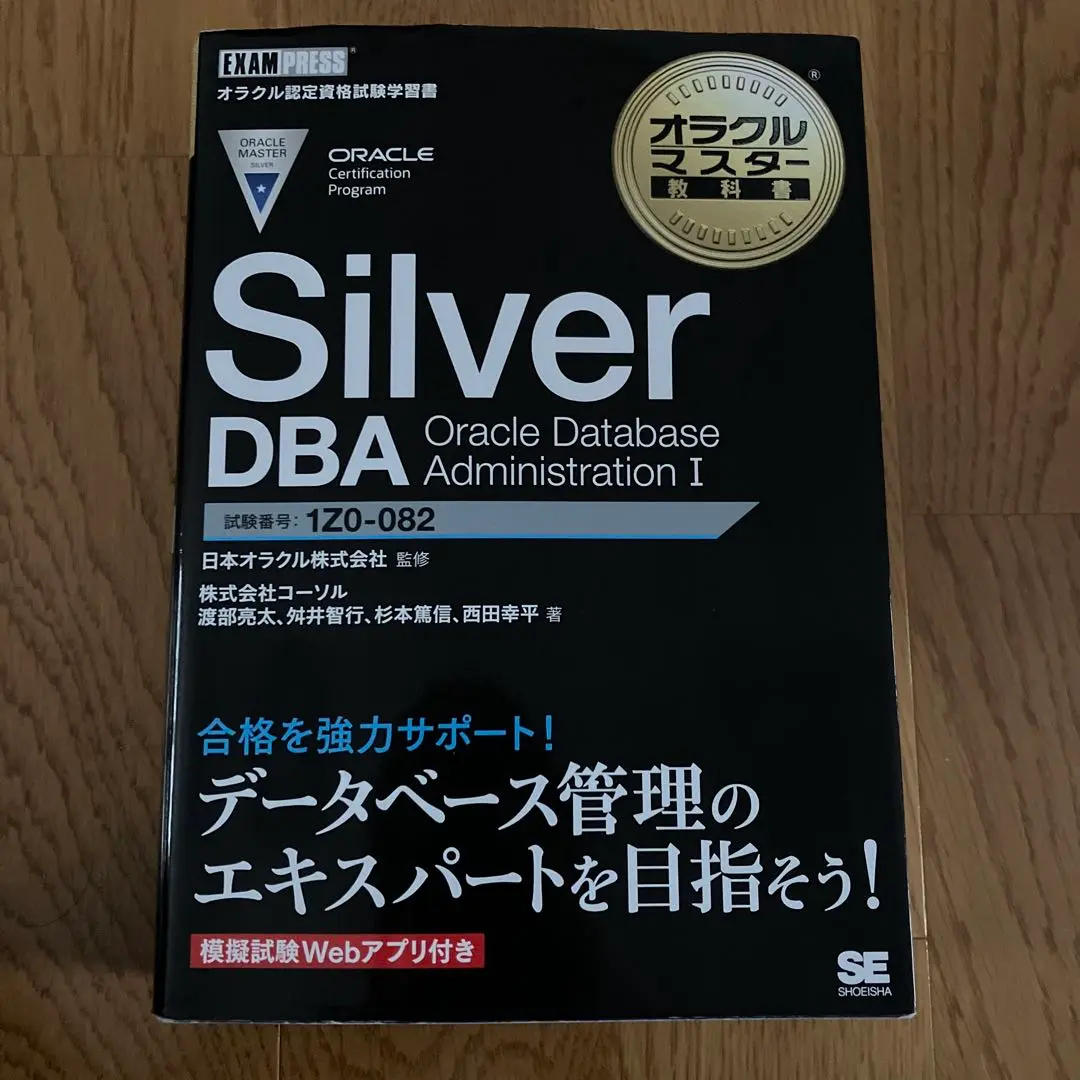 EXAMPRESS®
オラクル認定資格試験学習書
ORACLE
MASTER
SILVER
ORACLE
Certification
Program
®
オラクル
マスター
教科書
Silver
DBA
Oracle Database
Administration I
試験番号：1Z0-082
日本オラクル株式会社 監修
株式会社コーソル
渡部亮太、舛井智行、杉本篤信、西田幸平 著
合格を強力サポート！
データベース管理の
エキスパートを目指そう！
模擬試験Webアプリ付き
SE
SHOEISHA